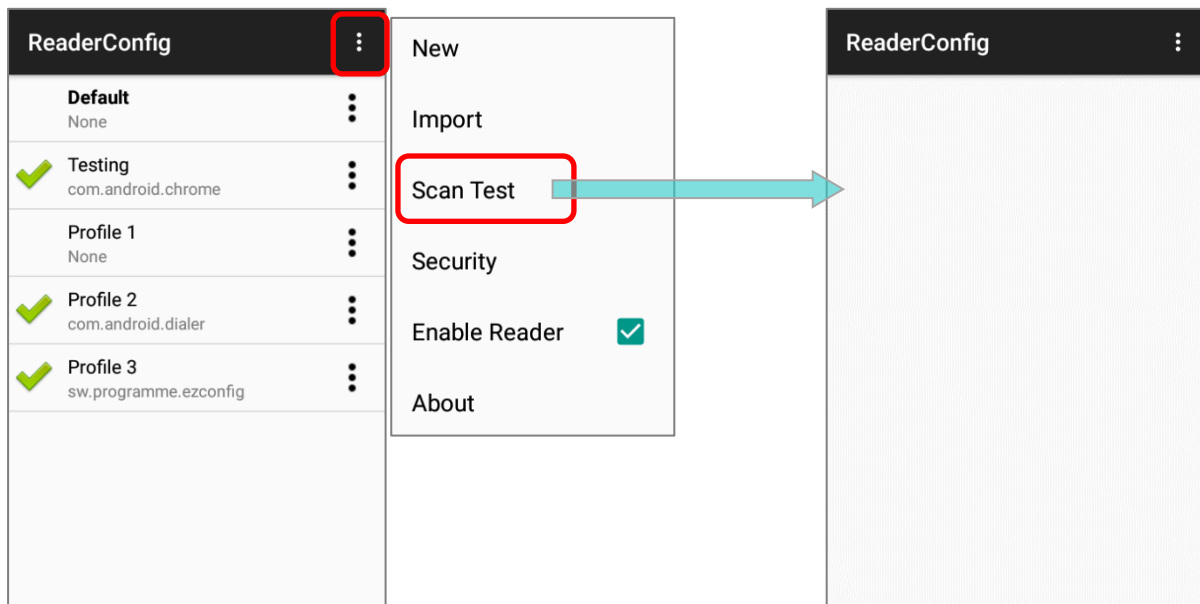 ReaderConfig
Default
None
Testing
com.android.chrome
Profile 1
None
Profile 2
com.android.dialer
Profile 3
sw.programme.ezconfig
New
Import
Scan Test
Security
Enable Reader
About
ReaderConfig